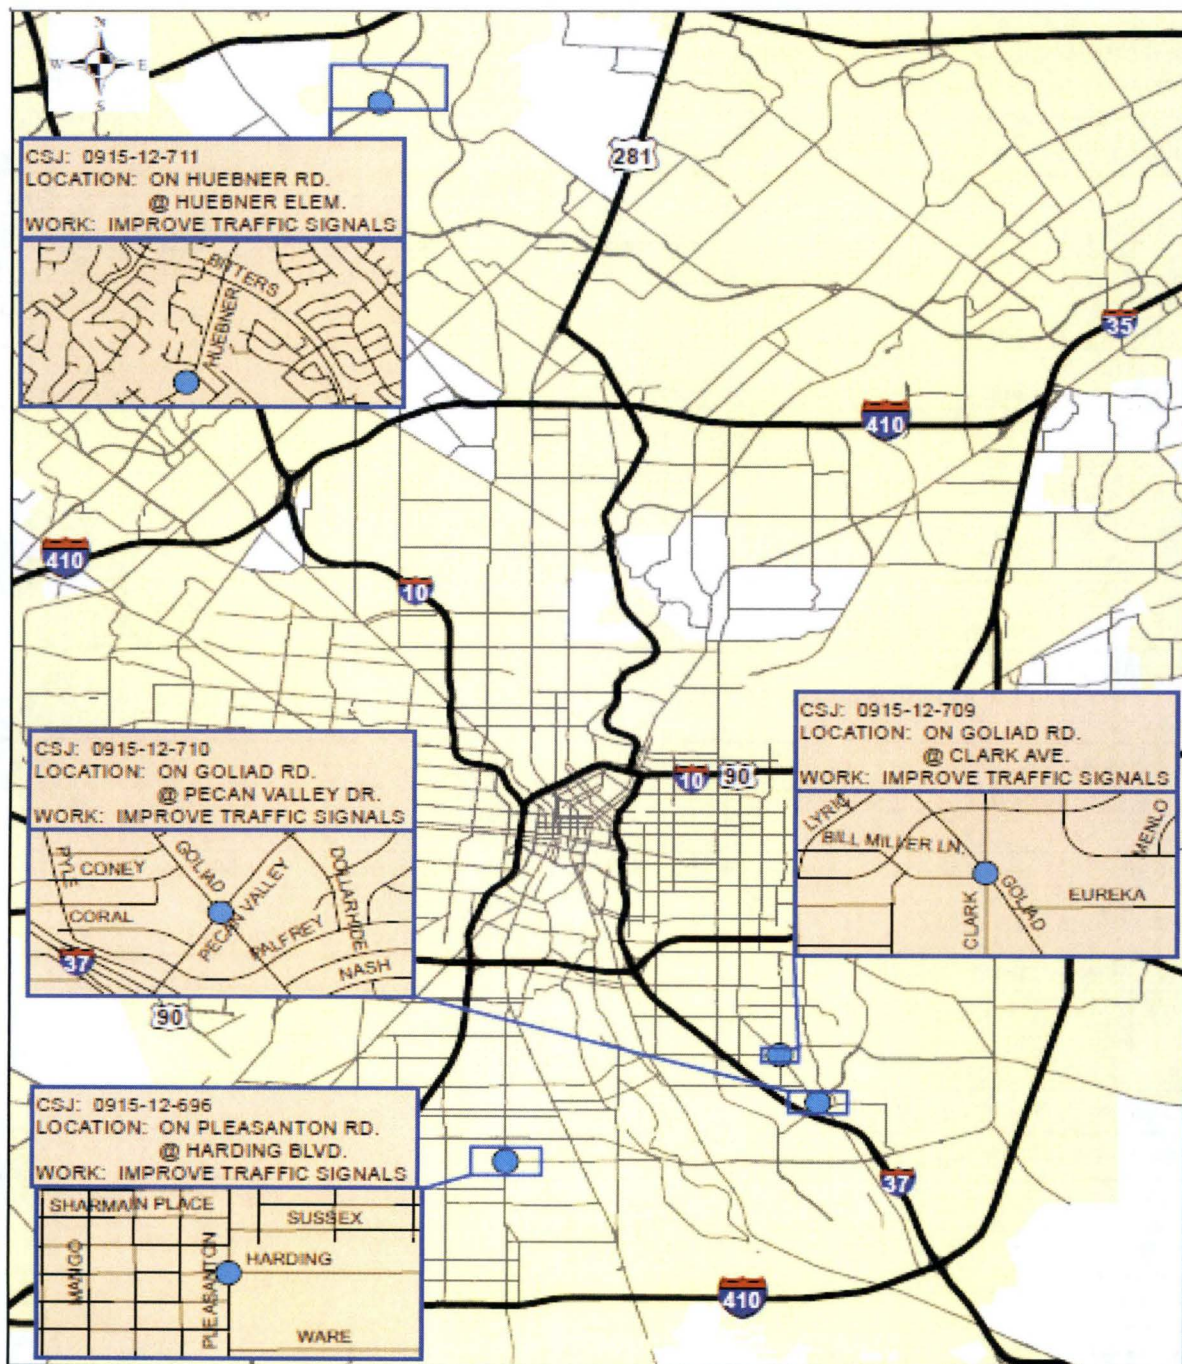 N
W E
S
CSJ: 0915-12-711
LOCATION: ON HUEBNER RD.
@ HUEBNER ELEM.
WORK: IMPROVE TRAFFIC SIGNALS
BITTERS
HUEBNER
281
35
410
410
10
CSJ: 0915-12-709
LOCATION: ON GOLIAD RD.
@ CLARK AVE.
WORK: IMPROVE TRAFFIC SIGNALS
LYRIC
BILL MILLER LN.
MENLO
GOLIAD
EUREKA
CLARK
CSJ: 0915-12-710
LOCATION: ON GOLIAD RD.
@ PECAN VALLEY DR.
WORK: IMPROVE TRAFFIC SIGNALS
PYLE
CONEY
GOLIAD
PECAN VALLEY
DOLLARHIDE
CORAL
PALFREY
37
NASH
10
90
90
CSJ: 0915-12-696
LOCATION: ON PLEASANTON RD.
@ HARDING BLVD.
WORK: IMPROVE TRAFFIC SIGNALS
SHARMAIN PLACE
SUSSEX
MANGO
PLEASANTON
HARDING
WARE
37
410